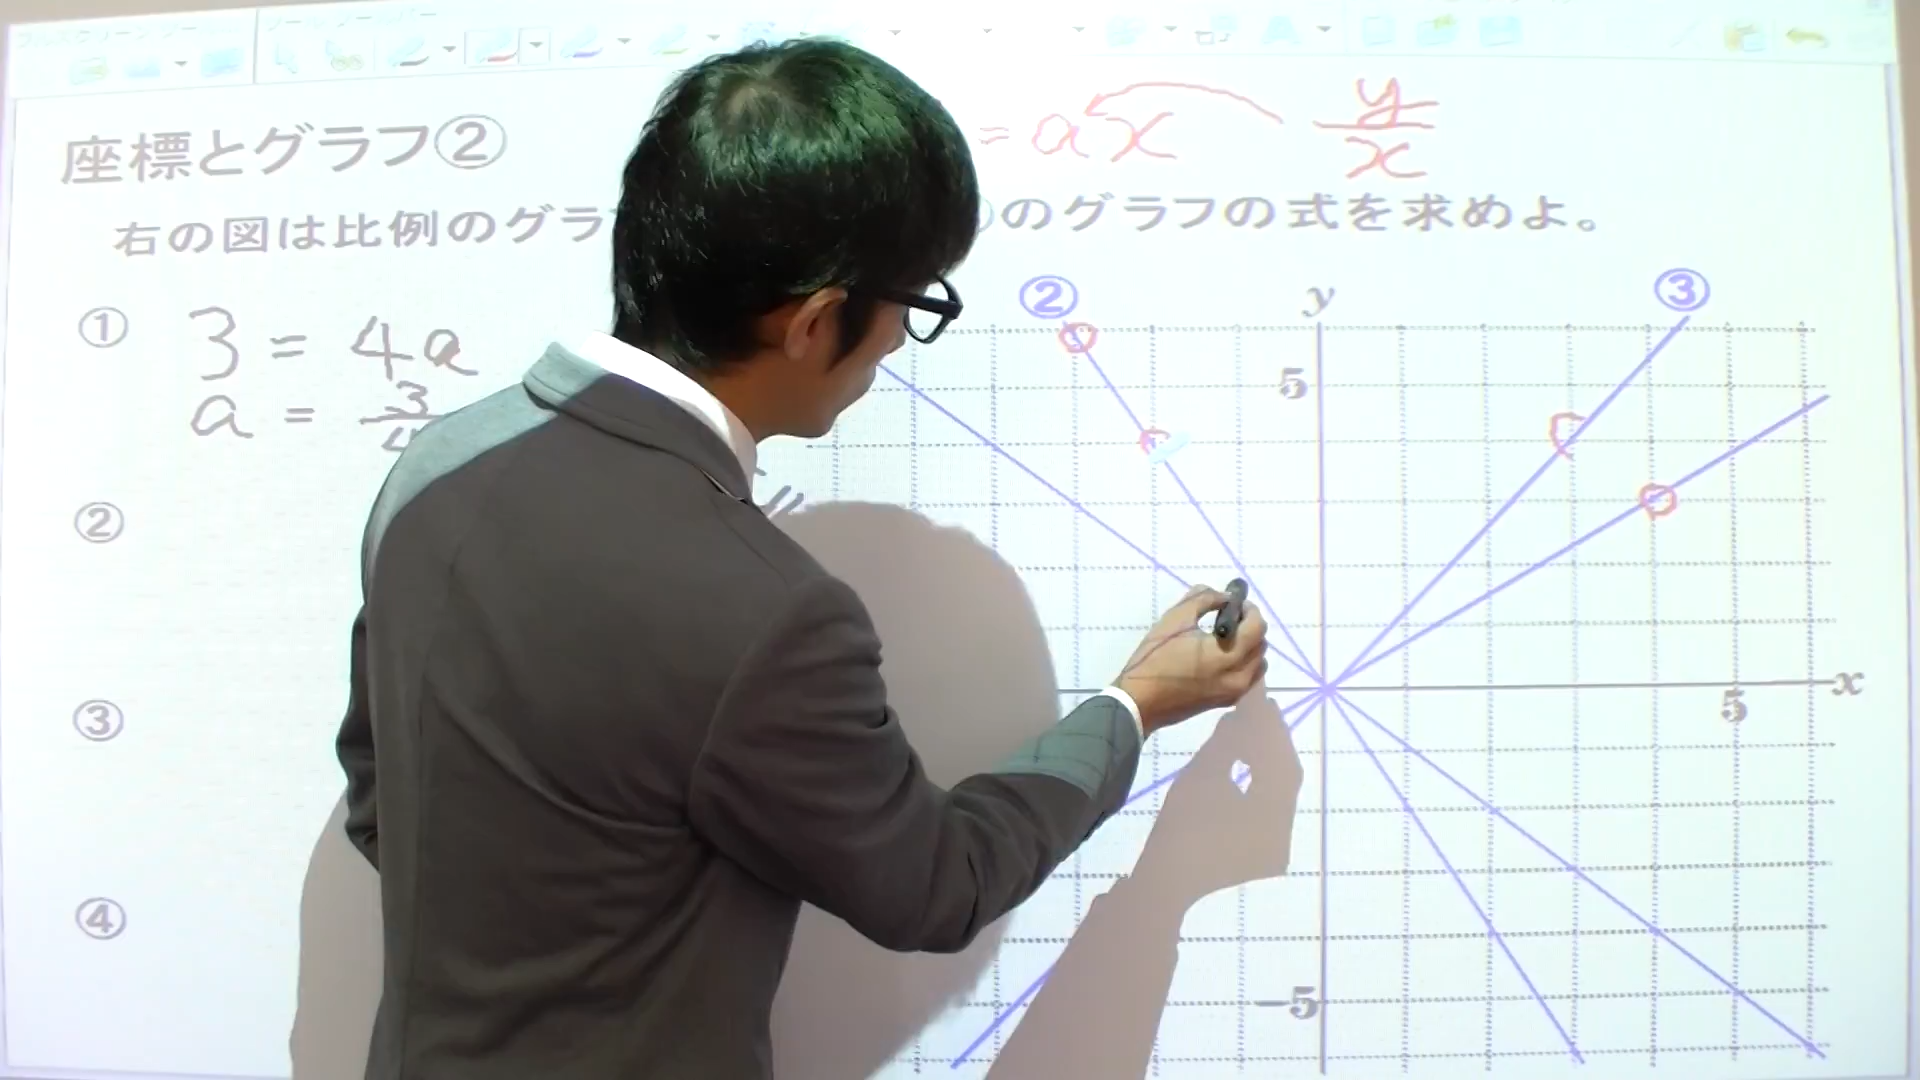 座標とグラフ②
= ax y/x
右の図は比例のグラ のグラフの式を求めよ。
① 3 = 4a
a = 3/4
②
③
④
② y ③
5
5 x
-5